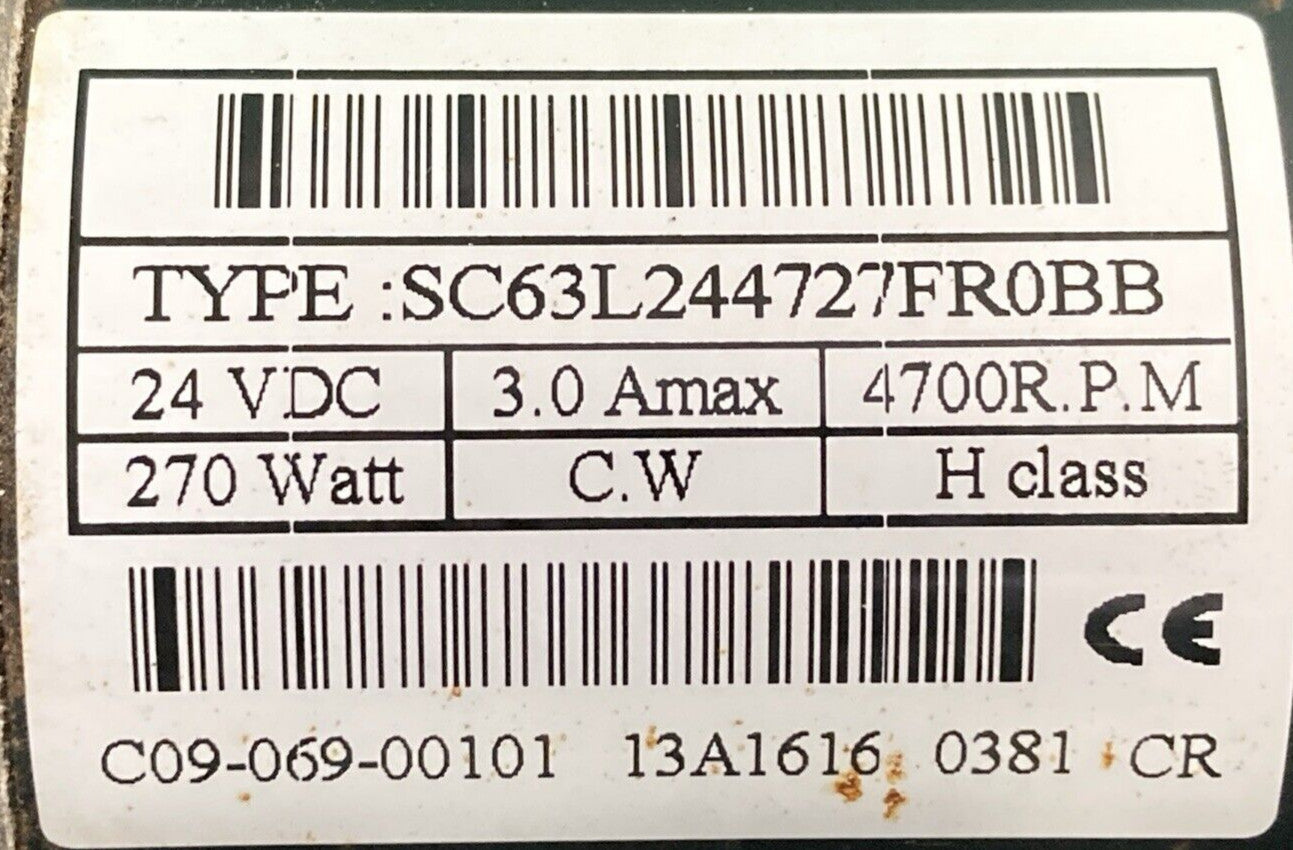 TYPE :SC63L244727FR0BB
24 VDC 3.0 Amax 4700R.P.M
270 Watt C.W H class
CE
C09-069-00101 13A1616 0381 CR